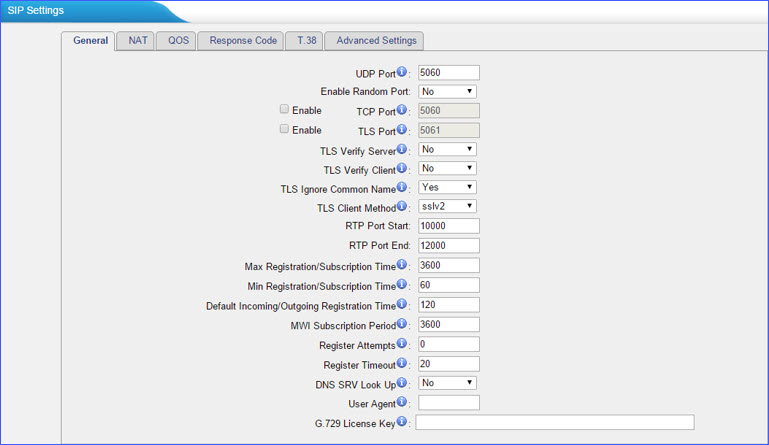 SIP Settings
General NAT QOS Response Code T.38 Advanced Settings
UDP Port i : 5060
Enable Random Port: No
Enable TCP Port i : 5060
Enable TLS Port i : 5061
TLS Verify Server i : No
TLS Verify Client i : No
TLS Ignore Common Name i : Yes
TLS Client Method i : sslv2
RTP Port Start: 10000
RTP Port End: 12000
Max Registration/Subscription Time i : 3600
Min Registration/Subscription Time i : 60
Default Incoming/Outgoing Registration Time i : 120
MWI Subscription Period i : 3600
Register Attempts i : 0
Register Timeout i : 20
DNS SRV Look Up i : No
User Agent i :
G.729 License Key i :